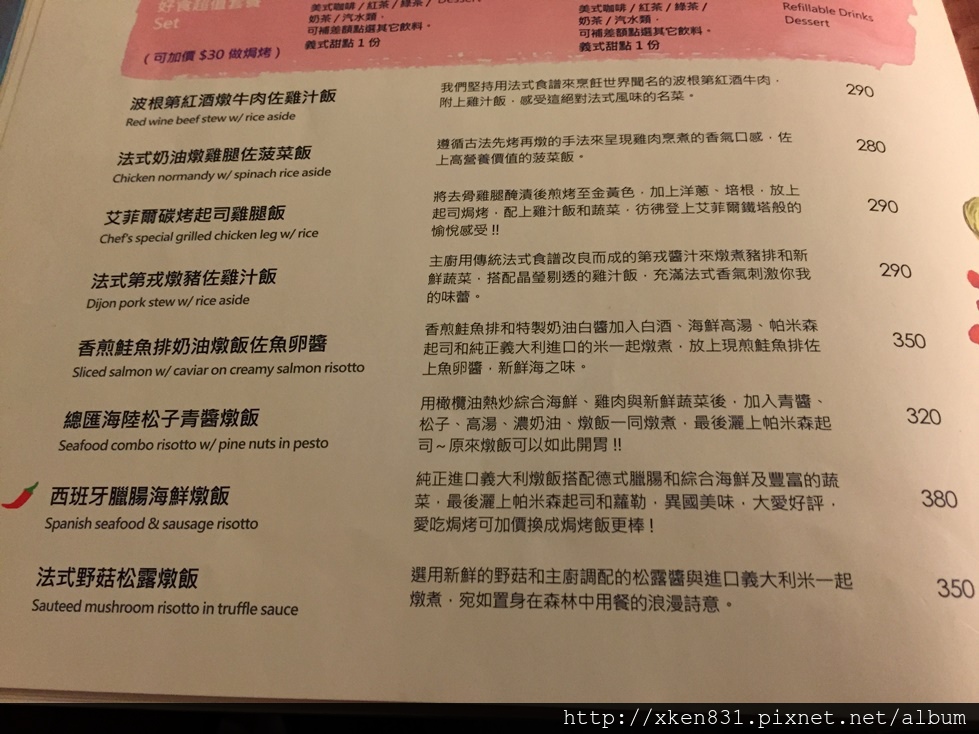 好食超值套餐
Set
(可加價 $30 做焗烤)
美式咖啡/紅茶/綠茶/ Dessert
奶茶/汽水類．
可補差額點選其它飲料。
義式甜點1份
美式咖啡/紅茶/綠茶/
奶茶/汽水類．
可補差額點選其它飲料。
義式甜點1份
Refillable Drinks
Dessert
波根第紅酒燉牛肉佐雞汁飯
Red wine beef stew w/ rice aside
我們堅持用法式食譜來烹飪世界聞名的波根第紅酒牛肉，
附上雞汁飯，感受這絕對法式風味的名菜。
290
法式奶油燉雞腿佐菠菜飯
Chicken normandy w/ spinach rice aside
遵循古法先烤再燉的手法來呈現雞肉烹煮的香氣口感，佐
上高營養價值的菠菜飯。
280
艾菲爾碳烤起司雞腿飯
Chef's special grilled chicken leg w/ rice
將去骨雞腿醃漬後煎烤至金黃色，加上洋蔥、培根，放上
起司焗烤，配上雞汁飯和蔬菜，彷彿登上艾菲爾鐵塔般的
愉悅感受!!
290
法式第戎燉豬佐雞汁飯
Dijon pork stew w/ rice aside
主廚用傳統法式食譜改良而成的第戎醬汁來燉煮豬排和新
鮮蔬菜，搭配晶瑩剔透的雞汁飯，充滿法式香氣刺激你我
的味蕾。
290
香煎鮭魚排奶油燉飯佐魚卵醬
Sliced salmon w/ caviar on creamy salmon risotto
香煎鮭魚排和特製奶油白醬加入白酒、海鮮高湯、帕米森
起司和純正義大利進口的米一起燉煮，放上現煎鮭魚排佐
上魚卵醬，新鮮海之味。
350
總匯海陸松子青醬燉飯
Seafood combo risotto w/ pine nuts in pesto
用橄欖油熱炒綜合海鮮、雞肉與新鮮蔬菜後，加入青醬、
松子、高湯、濃奶油、燉飯一同燉煮，最後灑上帕米森起
司～原來燉飯可以如此開胃!!
320
西班牙臘腸海鮮燉飯
Spanish seafood & sausage risotto
純正進口義大利燉飯搭配德式臘腸和綜合海鮮及豐富的蔬
菜，最後灑上帕米森起司和蘿勒，異國美味，大愛好評，
愛吃焗烤可加價換成焗烤飯更棒!
380
法式野菇松露燉飯
Sauteed mushroom risotto in truffle sauce
選用新鮮的野菇和主廚調配的松露醬與進口義大利米一起
燉煮，宛如置身在森林中用餐的浪漫詩意。
350
http://xken831.pixnet.net/album